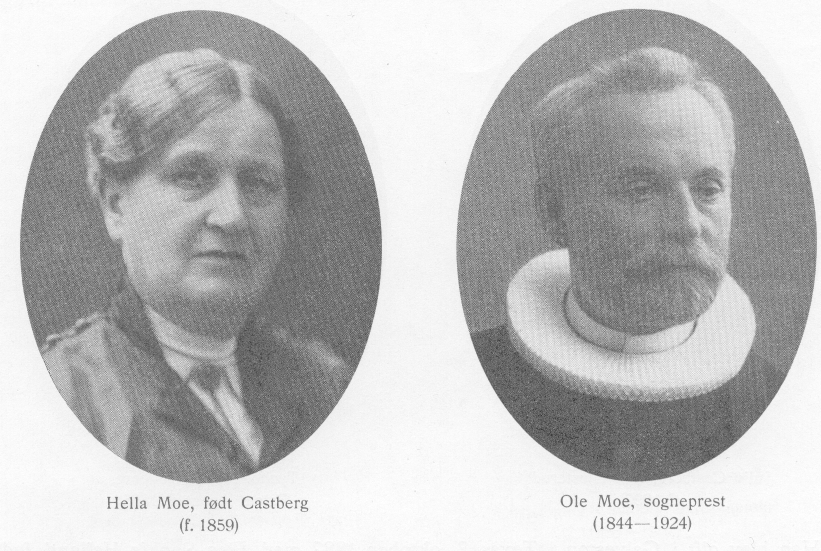 Hella Moe, født Castberg
(f. 1859)
Ole Moe, sogneprest
(1844—1924)